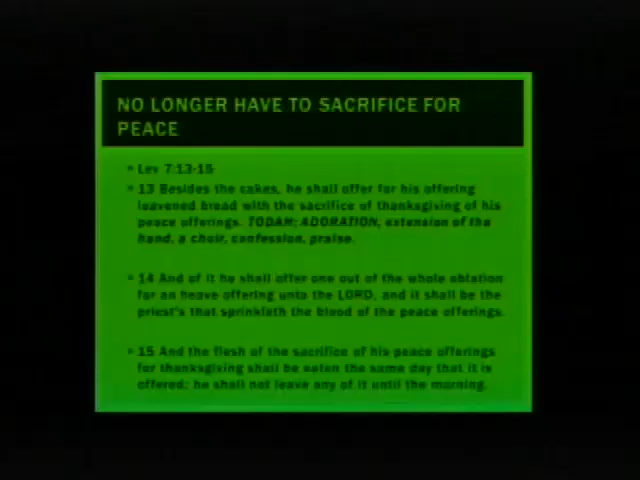 NO LONGER HAVE TO SACRIFICE FOR
PEACE
Lev 7:13-15
13 Besides the cakes, he shall offer for his offering
leavened bread with the sacrifice of thanksgiving of his
peace offerings. TODAH; ADORATION, extension of the
hand, a choir, confession, praise.
14 And of it he shall offer one out of the whole oblation
for an heave offering unto the LORD, and it shall be the
priest's that sprinkleth the blood of the peace offerings.
15 And the flesh of the sacrifice of his peace offerings
for thanksgiving shall be eaten the same day that it is
offered; he shall not leave any of it until the morning.